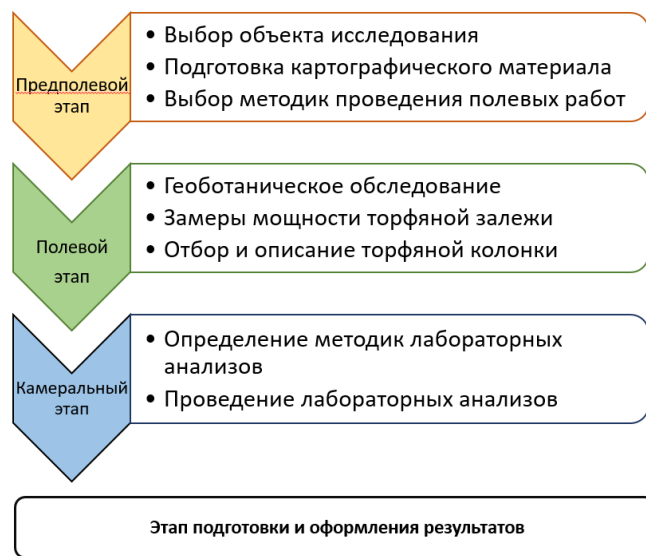 Предполевой
этап
• Выбор объекта исследования
• Подготовка картографического материала
• Выбор методик проведения полевых работ
Полевой
этап
• Геоботаническое обследование
• Замеры мощности торфяной залежи
• Отбор и описание торфяной колонки
Камеральный
этап
• Определение методик лабораторных
анализов
• Проведение лабораторных анализов
Этап подготовки и оформления результатов